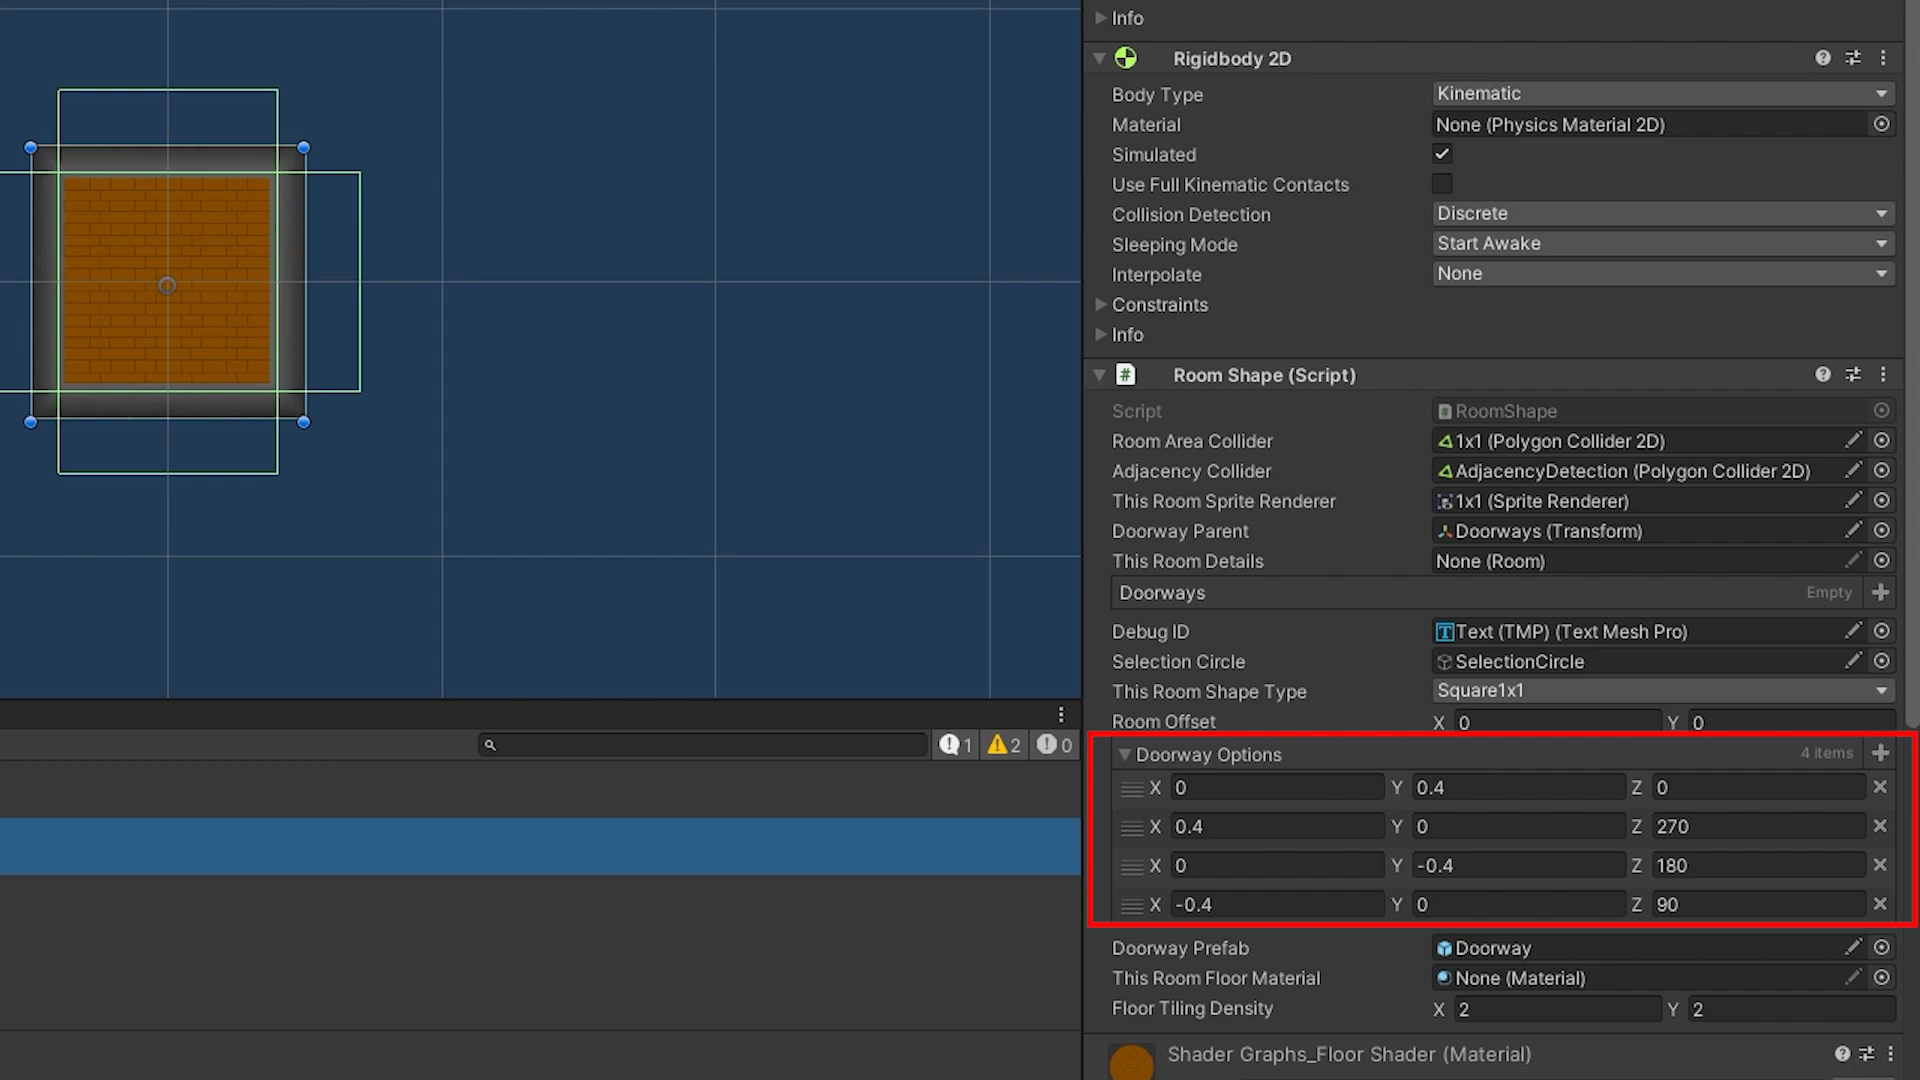 Info
Rigidbody 2D
Body Type Kinematic
Material None (Physics Material 2D)
Simulated
Use Full Kinematic Contacts
Collision Detection Discrete
Sleeping Mode Start Awake
Interpolate None
Constraints
Info
# Room Shape (Script)
Script # RoomShape
Room Area Collider 1x1 (Polygon Collider 2D)
Adjacency Collider AdjacencyDetection (Polygon Collider 2D)
This Room Sprite Renderer 1x1 (Sprite Renderer)
Doorway Parent Doorways (Transform)
This Room Details None (Room)
Doorways Empty
Debug ID Text (TMP) (Text Mesh Pro)
Selection Circle SelectionCircle
This Room Shape Type Square1x1
Room Offset X 0 Y 0
1 2 0
Doorway Options 4 items
X 0 Y 0.4 Z 0
X 0.4 Y 0 Z 270
X 0 Y -0.4 Z 180
X -0.4 Y 0 Z 90
Doorway Prefab Doorway
This Room Floor Material None (Material)
Floor Tiling Density X 2 Y 2
Shader Graphs_Floor Shader (Material)